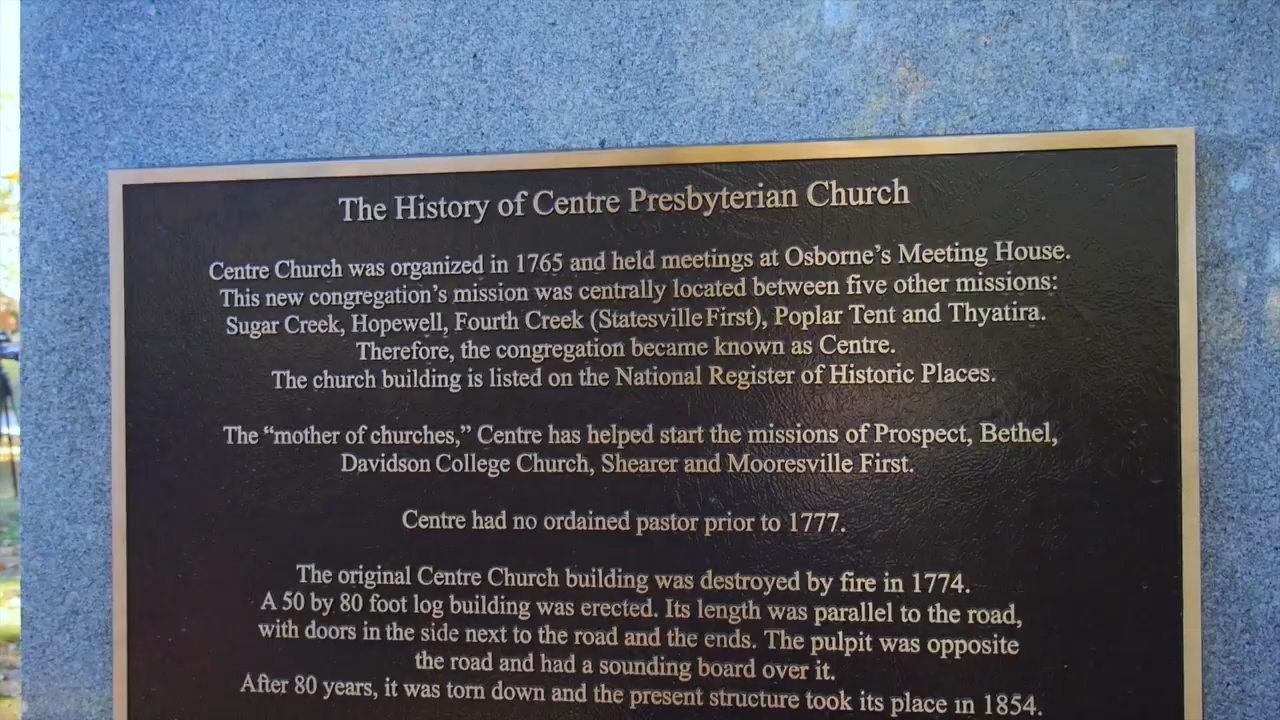 The History of Centre Presbyterian Church
Centre Church was organized in 1765 and held meetings at Osborne's Meeting House.
This new congregation's mission was centrally located between five other missions:
Sugar Creek, Hopewell, Fourth Creek (Statesville First), Poplar Tent and Thyatira.
Therefore, the congregation became known as Centre.
The church building is listed on the National Register of Historic Places.
The “mother of churches,” Centre has helped start the missions of Prospect, Bethel,
Davidson College Church, Shearer and Mooresville First.
Centre had no ordained pastor prior to 1777.
The original Centre Church building was destroyed by fire in 1774.
A 50 by 80 foot log building was erected. Its length was parallel to the road,
with doors in the side next to the road and the ends. The pulpit was opposite
the road and had a sounding board over it.
After 80 years, it was torn down and the present structure took its place in 1854.